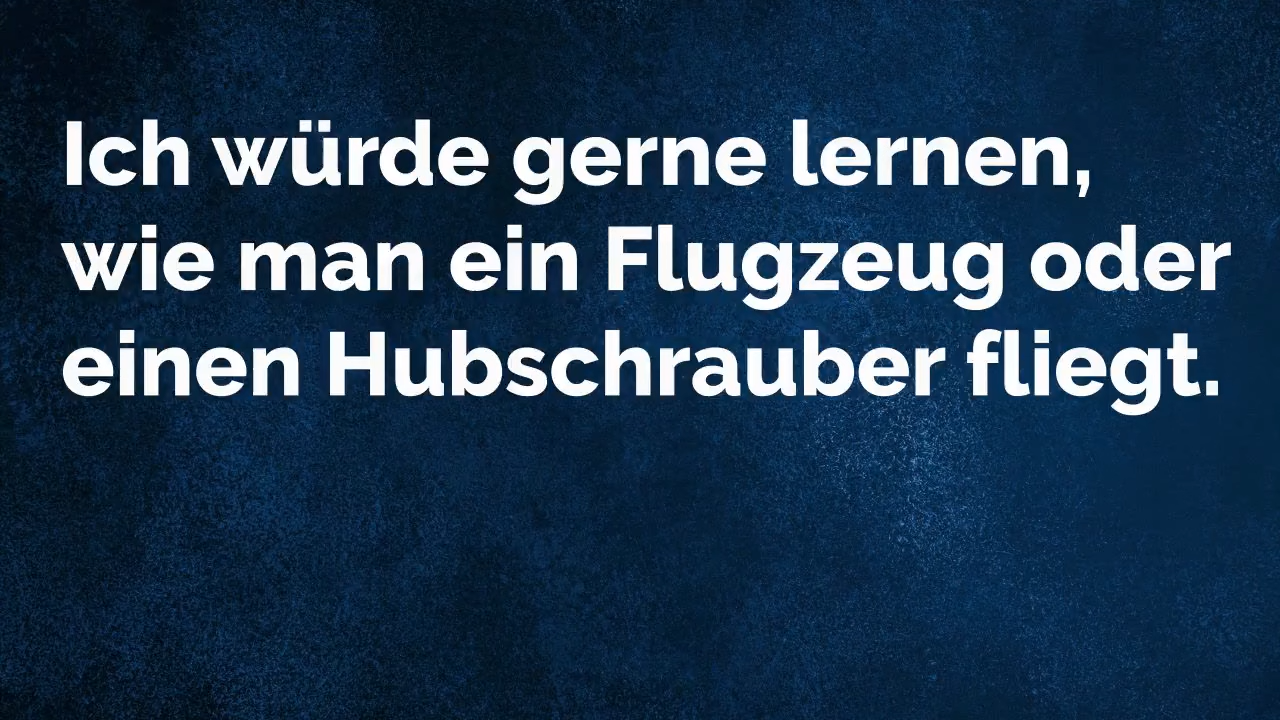 Ich würde gerne lernen,
wie man ein Flugzeug oder
einen Hubschrauber fliegt.